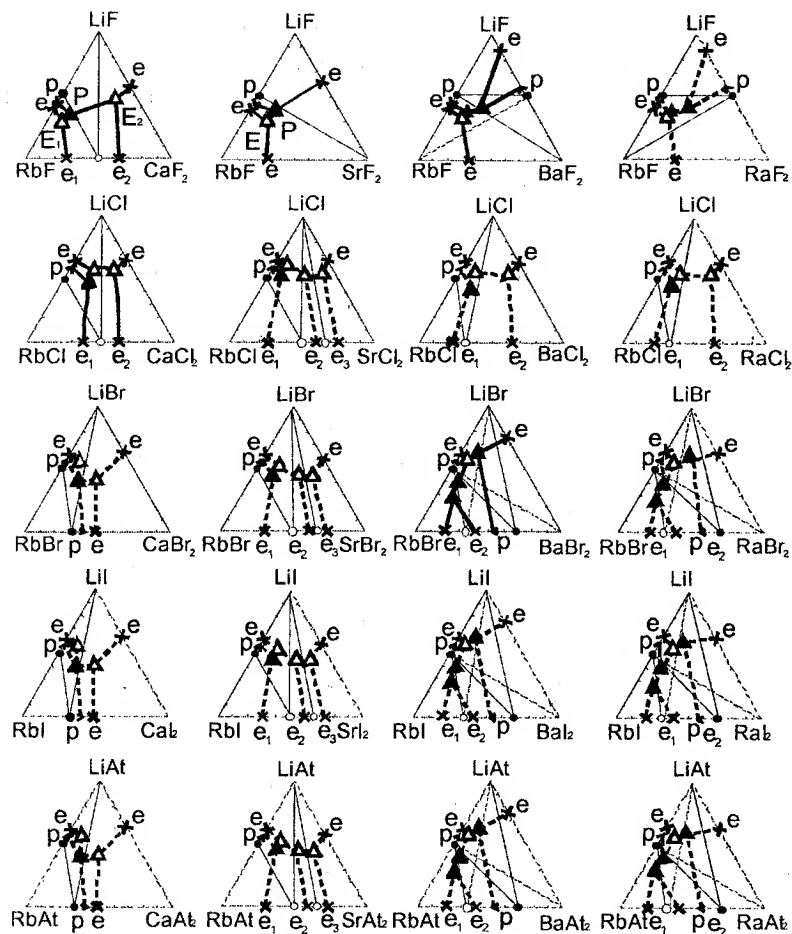 LiF LiF LiF LiF
e e
p e p e p p p
e P e e e
E₁ E₂ E P
RbF e₁ e₂ CaF₂ RbF e SrF₂ RbF e BaF₂ RbF e RaF₂
LiCl LiCl LiCl LiCl
e e e e e e e e
p p p p
RbCl e₁ e₂ CaCl₂ RbCl e₁ e₂ e₃ SrCl₂ RbCl e₁ e₂ BaCl₂ RbCl e₁ e₂ RaCl₂
LiBr LiBr LiBr LiBr
e e e e e e e e
p p p p
RbBr p e CaBr₂ RbBr e₁ e₂ e₃ SrBr₂ RbBr e₁ e₂ p BaBr₂ RbBr e₁ p e₂ RaBr₂
LiI LiI LiI LiI
e e e e e e e e
p p p p
RbI p e CaI₂ RbI e₁ e₂ e₃ SrI₂ RbI e₁ e₂ p BaI₂ RbI e₁ p e₂ RaI₂
LiAt LiAt LiAt LiAt
e e e e e e e e
p p p p
RbAt p e CaAt₂ RbAt e₁ e₂ e₃ SrAt₂ RbAt e₁ e₂ p BaAt₂ RbAt e₁ p e₂ RaAt₂